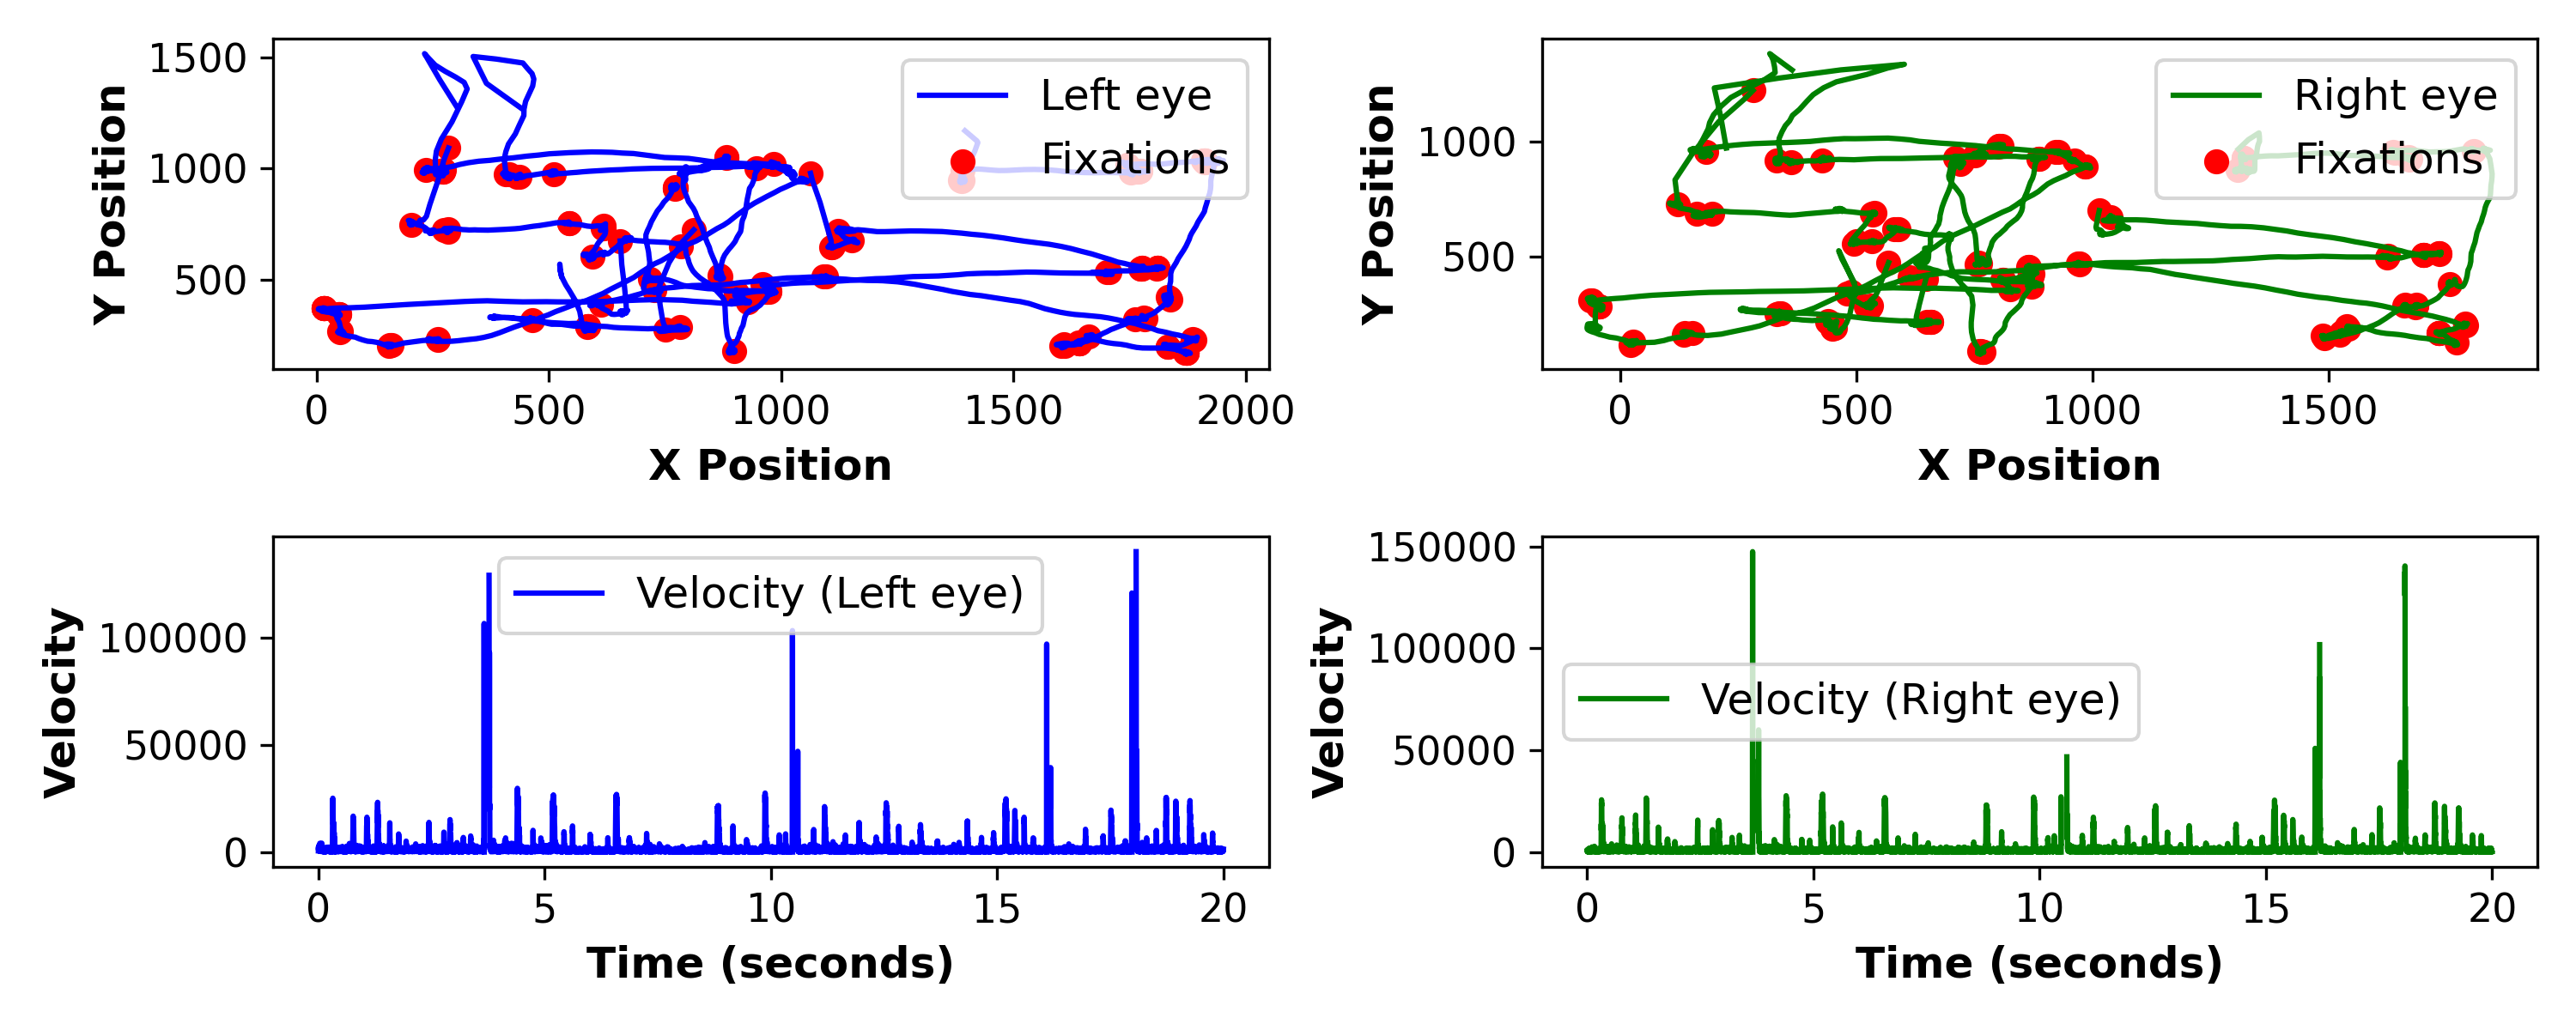 Y Position
1500
1000
500
Left eye
Fixations
0
500
1000
1500
2000
X Position
Y Position
1000
500
Right eye
Fixations
0
500
1000
1500
X Position
Velocity
100000
50000
0
Velocity (Left eye)
0
5
10
15
20
Time (seconds)
Velocity
150000
100000
50000
0
Velocity (Right eye)
0
5
10
15
20
Time (seconds)